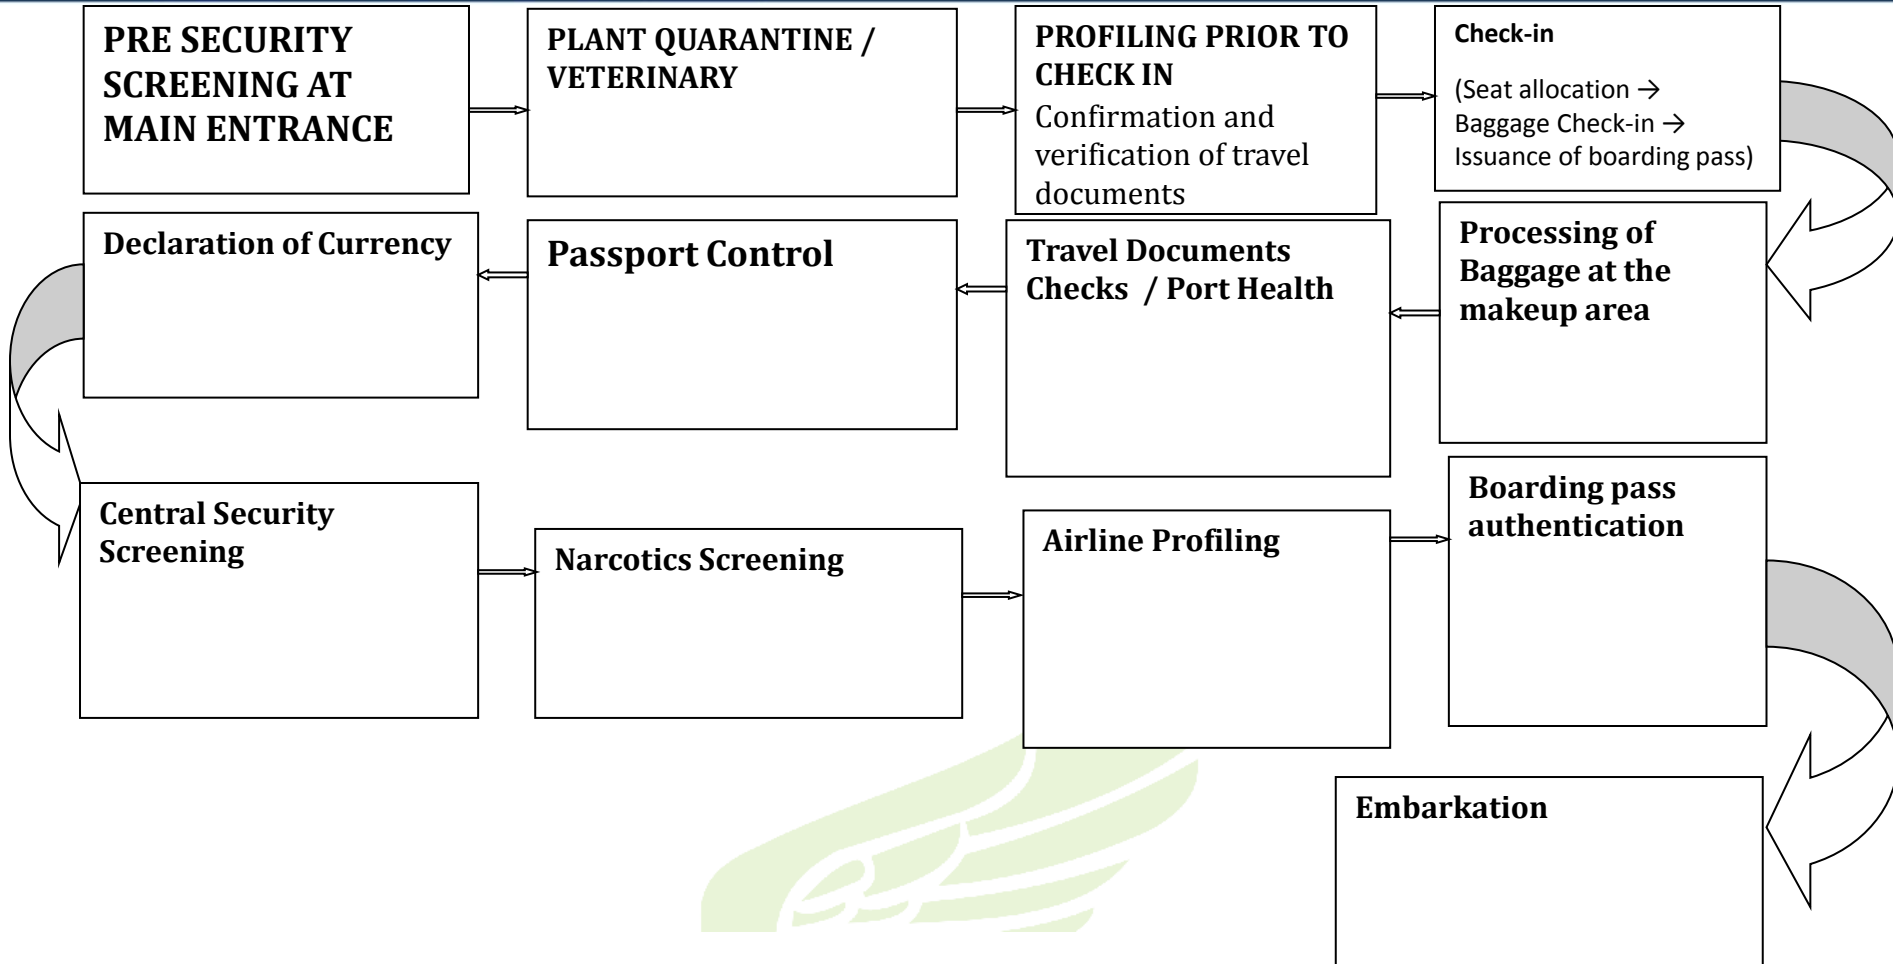 PRE SECURITY
SCREENING AT
MAIN ENTRANCE
PLANT QUARANTINE /
VETERINARY
PROFILING PRIOR TO
CHECK IN
Confirmation and
verification of travel
documents
Check-in
(Seat allocation →
Baggage Check-in →
Issuance of boarding pass)
Processing of
Baggage at the
makeup area
Travel Documents
Checks / Port Health
Passport Control
Declaration of Currency
Central Security
Screening
Narcotics Screening
Airline Profiling
Boarding pass
authentication
Embarkation